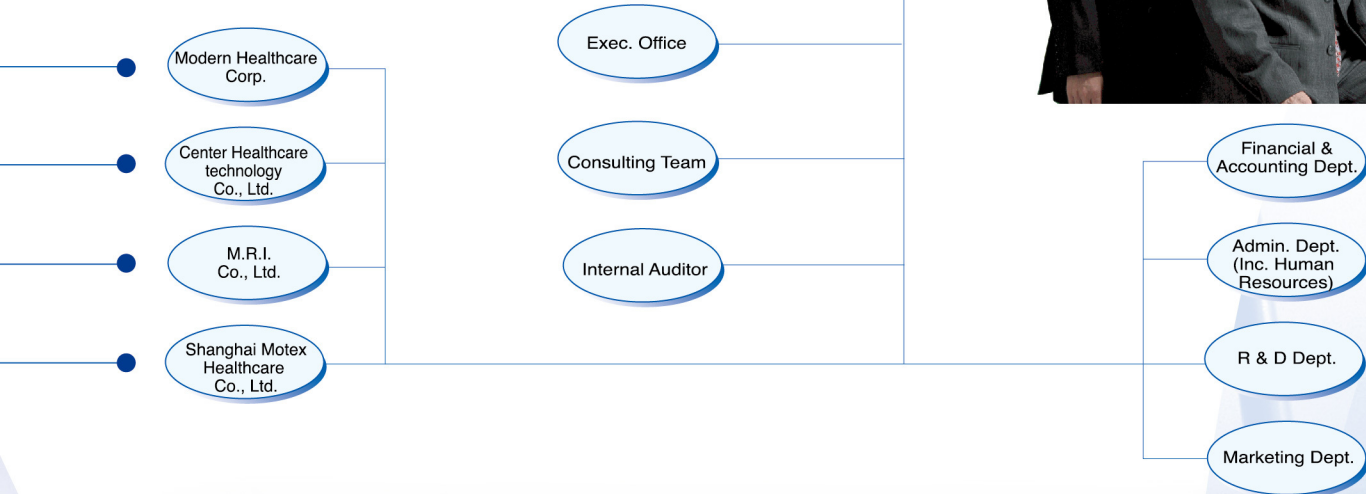 Modern Healthcare
Corp.
Center Healthcare
technology
Co., Ltd.
M.R.I.
Co., Ltd.
Shanghai Motex
Healthcare
Co., Ltd.
Exec. Office
Consulting Team
Internal Auditor
Financial &
Accounting Dept.
Admin. Dept.
(Inc. Human
Resources)
R & D Dept.
Marketing Dept.